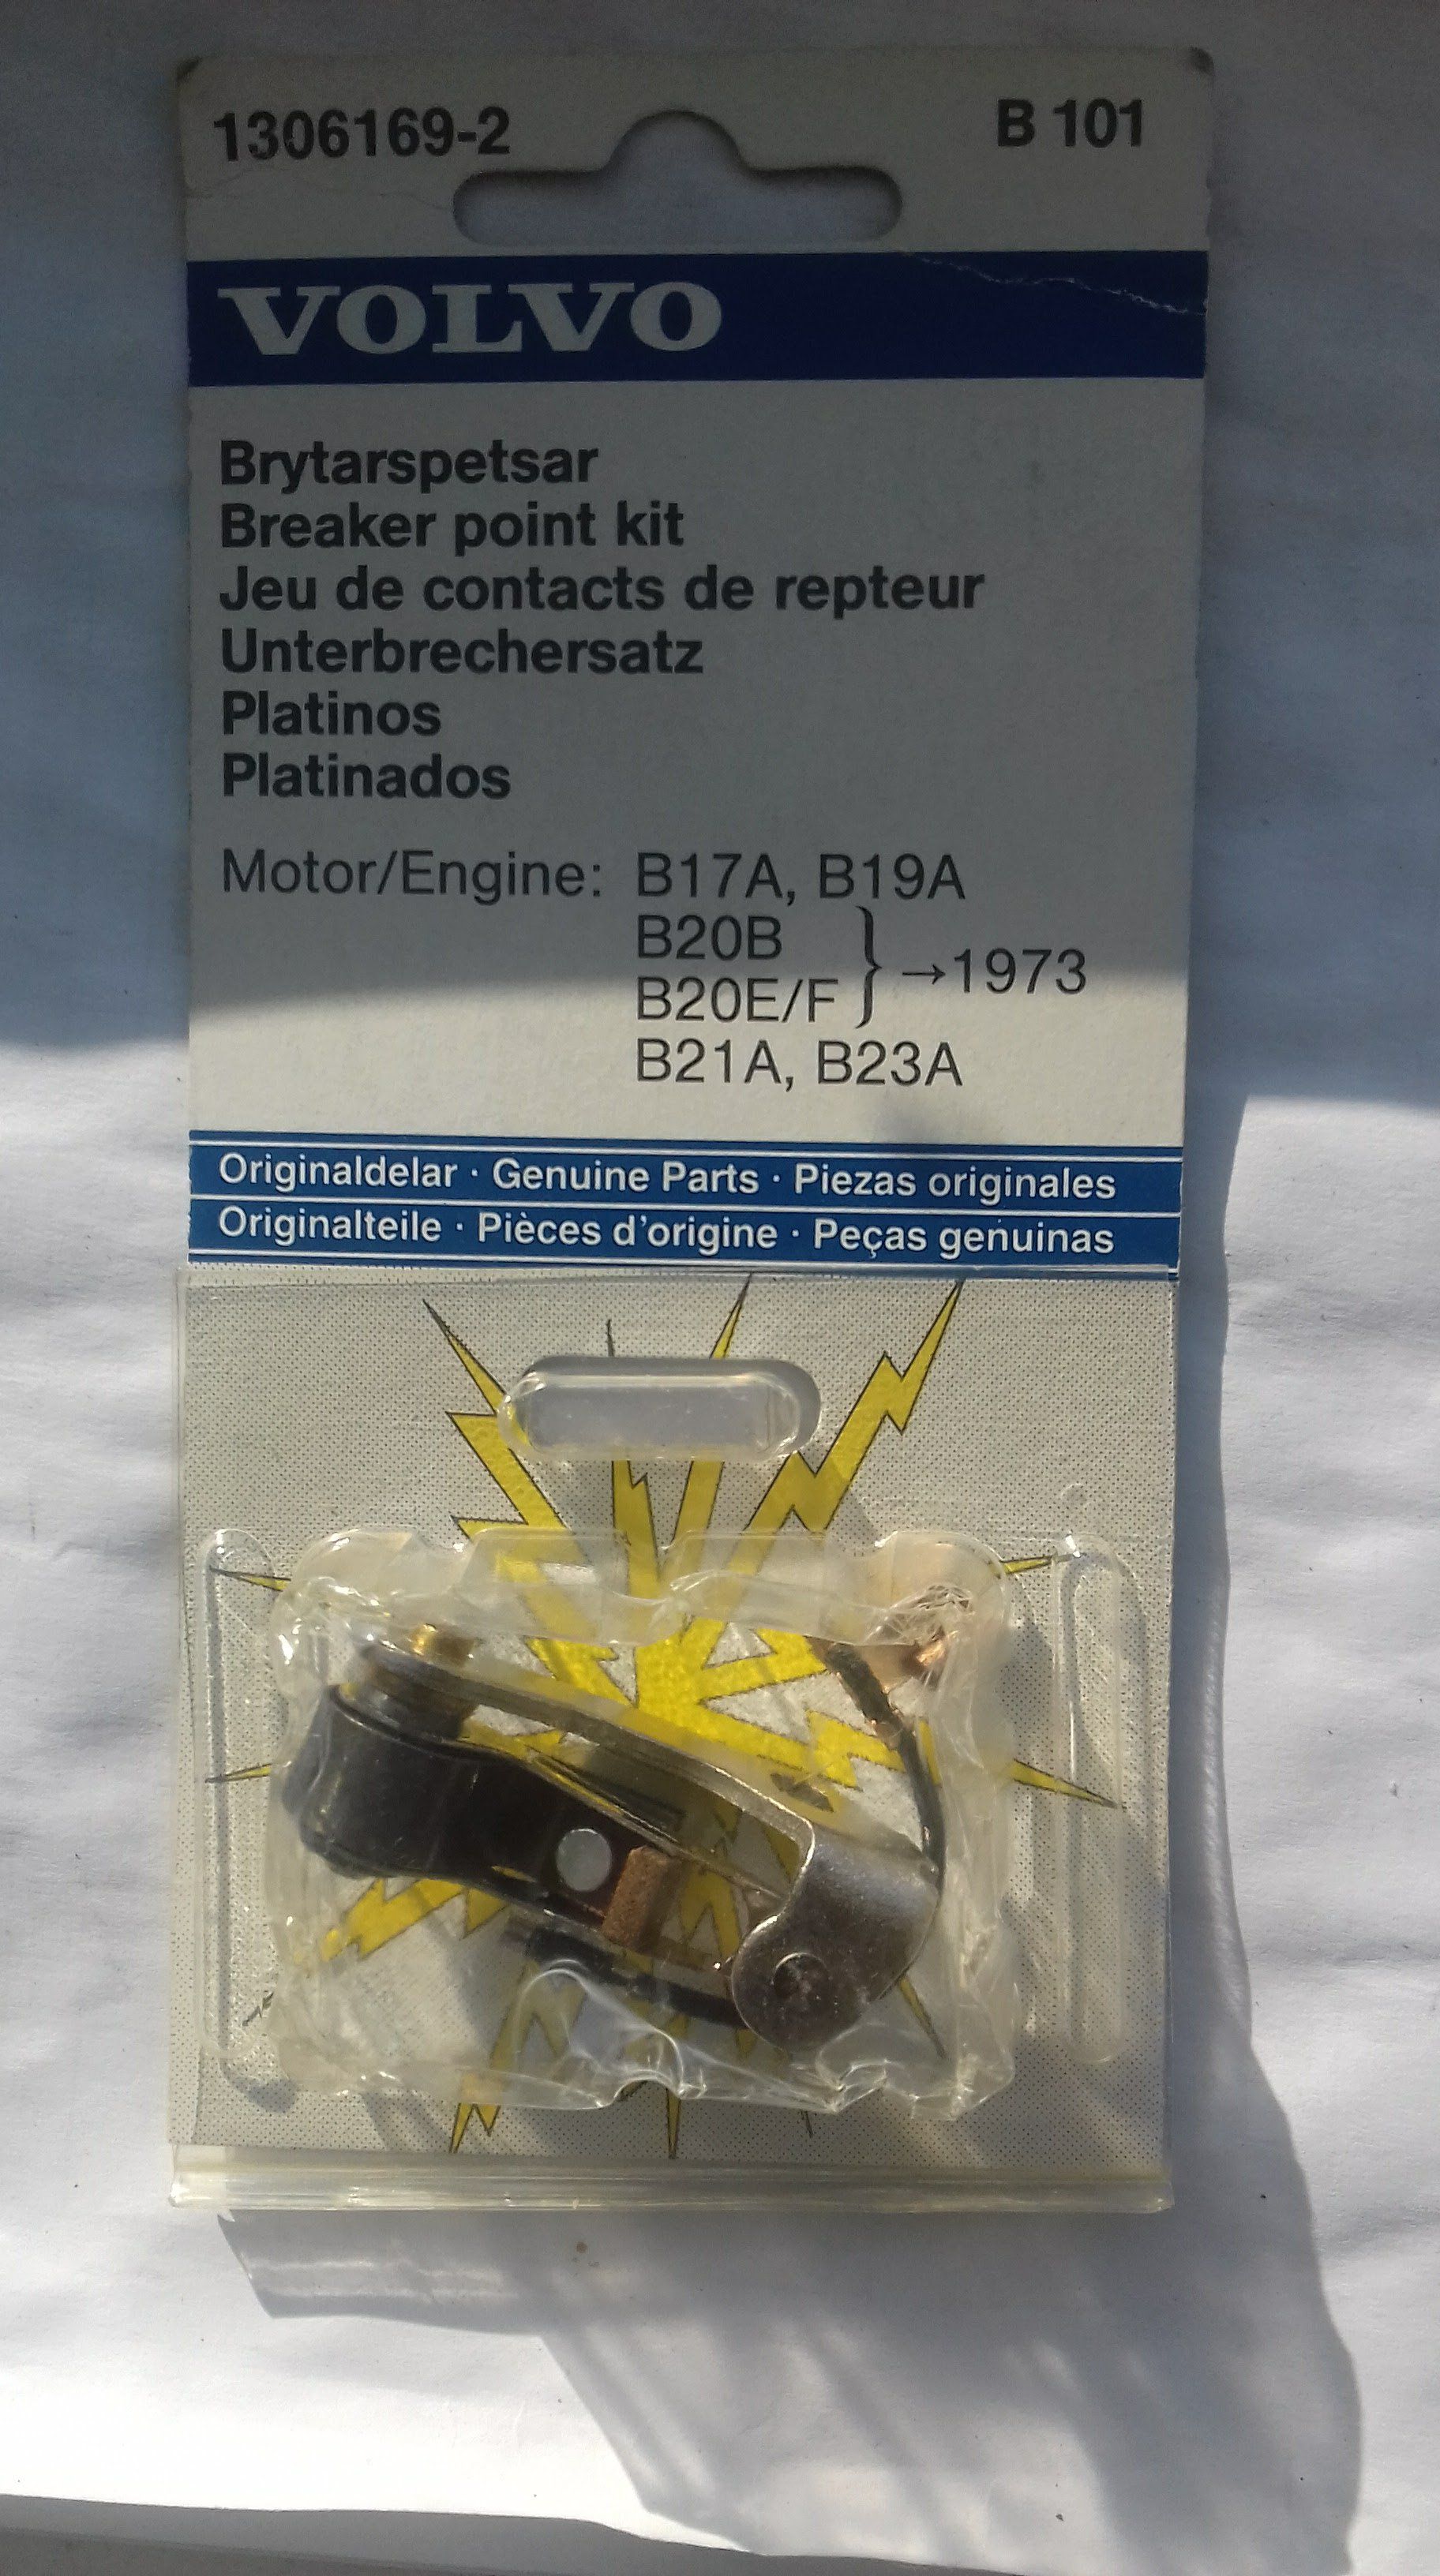 1306169-2 B 101
VOLVO
Brytarspetsar
Breaker point kit
Jeu de contacts de repteur
Unterbrechersatz
Platinos
Platinados
Motor/Engine: B17A, B19A
B20B
B20E/F } →1973
B21A, B23A
Originaldelar · Genuine Parts · Piezas originales
Originalteile · Pièces d'origine · Peças genuinas